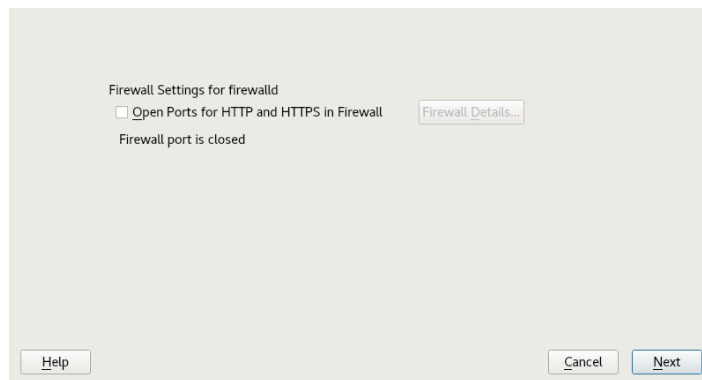 Firewall Settings for firewalld
Open Ports for HTTP and HTTPS in Firewall
Firewall Details...
Firewall port is closed
Help
Cancel
Next